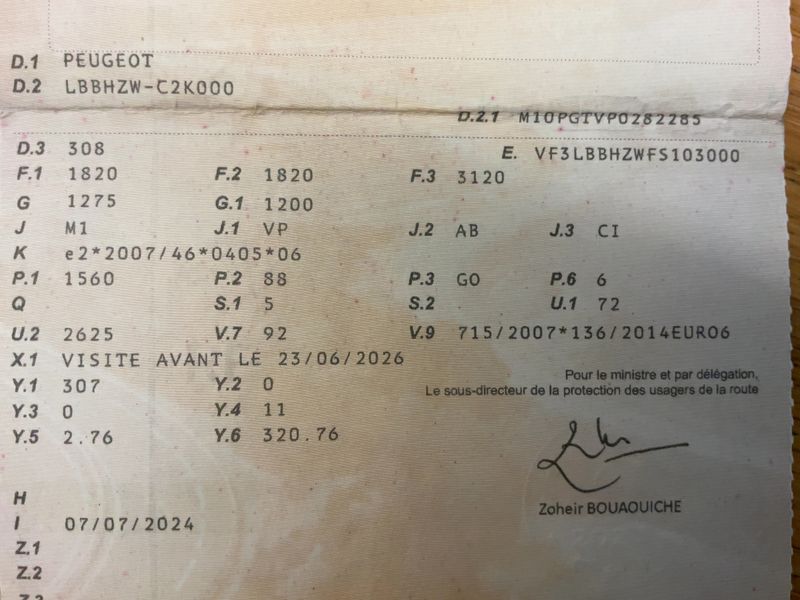 D.1 PEUGEOT
D.2 LBBHZW-C2K000
D.2.1 M10PGTVP0282285
D.3 308
E. VF3LBBHZWFS103000
F.1 1820 F.2 1820 F.3 3120
G 1275 G.1 1200
J M1 J.1 VP J.2 AB J.3 CI
K e2*2007/46*0405*06
P.1 1560 P.2 88 P.3 GO P.6 6
Q S.1 5 S.2 U.1 72
U.2 2625 V.7 92 V.9 715/2007*136/2014EURO6
X.1 VISITE AVANT LE 23/06/2026
Y.1 307 Y.2 0
Pour le ministre et par délégation,
Le sous-directeur de la protection des usagers de la route
Y.3 0 Y.4 11
Y.5 2.76 Y.6 320.76
H
Zoheir BOUAOUICHE
I 07/07/2024
Z.1
Z.2